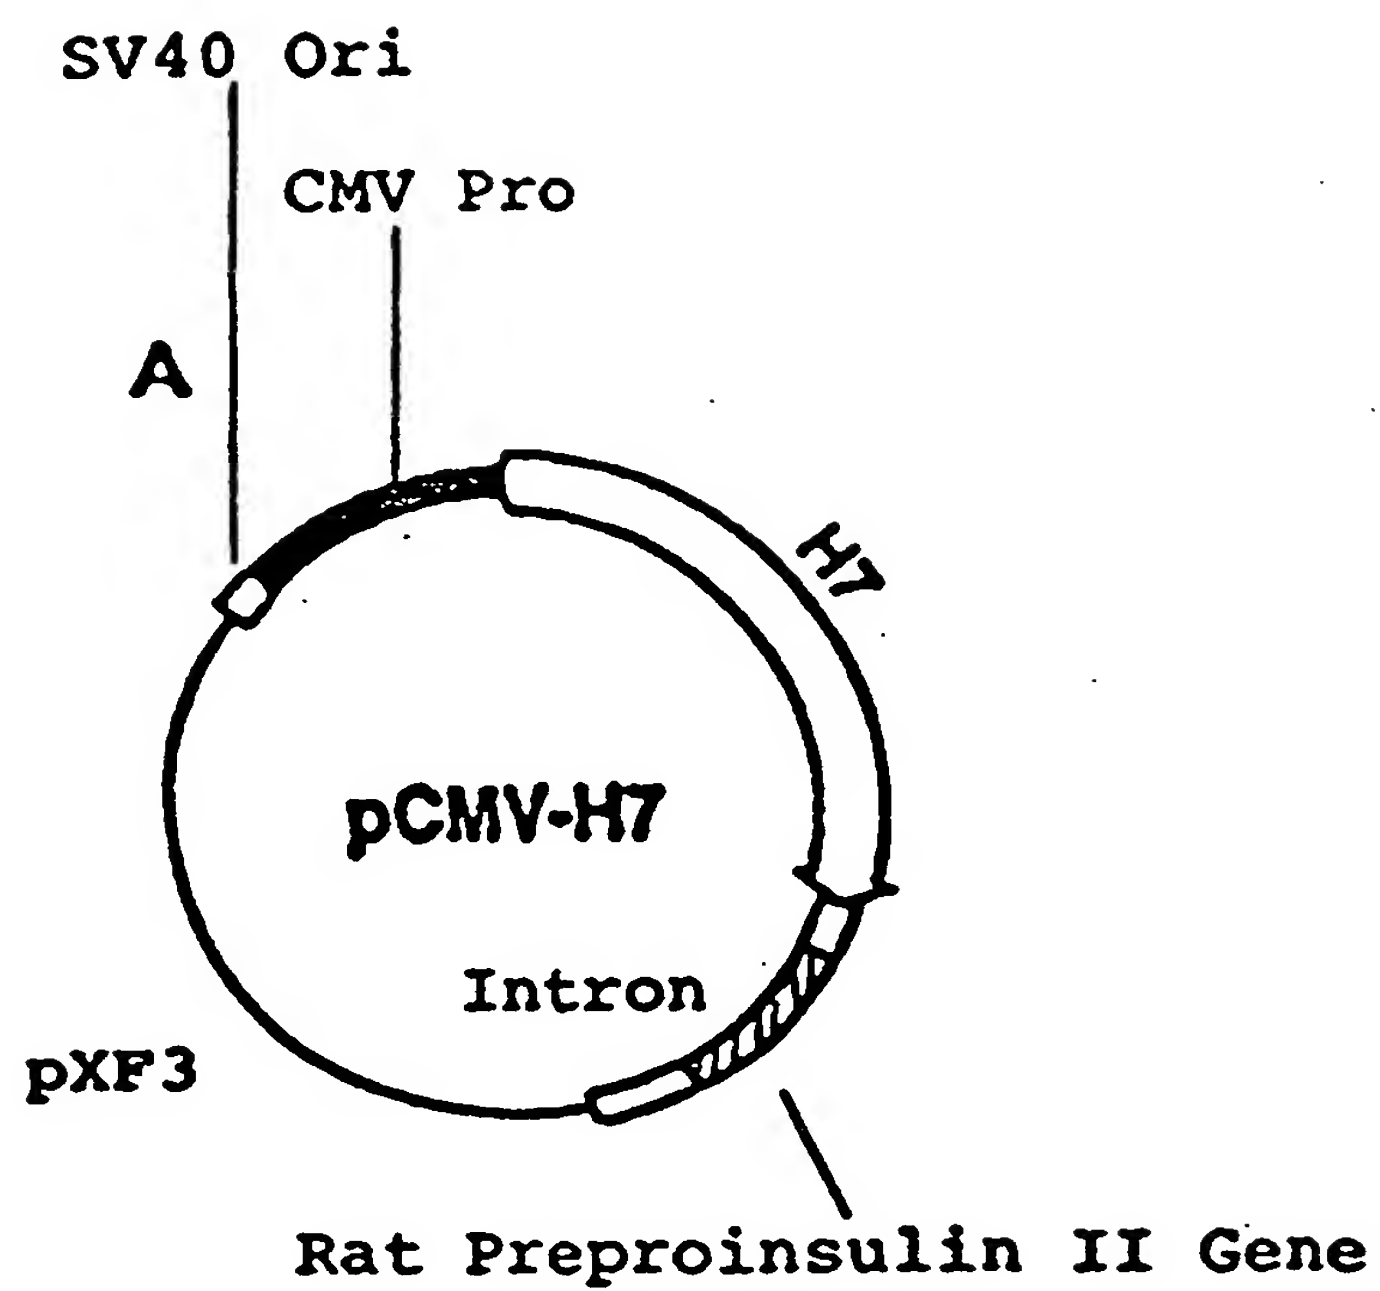 SV40 Ori
CMV Pro
A
H7
pCMV-H7
Intron
pXF3
Rat Preproinsulin II Gene